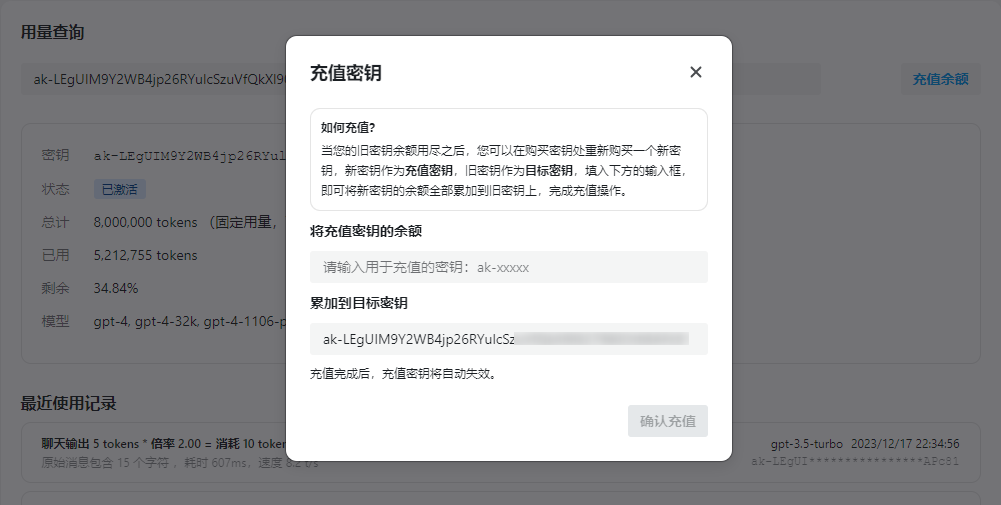 用量查询
ak-LEgUIM9Y2WB4jp26RYulcSzuVfQkXl9
充值余额
密钥 ak-LEgUIM9Y2WB4jp26RYul
状态 已激活
总计 8,000,000 tokens （固定用量，
已用 5,212,755 tokens
剩余 34.84%
模型 gpt-4, gpt-4-32k, gpt-4-1106-p
最近使用记录
聊天输出 5 tokens * 倍率 2.00 = 消耗 10 token
原始消息包含 15 个字符 ，耗时 607ms，速度 8.2 t/s
gpt-3.5-turbo 2023/12/17 22:34:56
ak-LEgUI****************APc81
充值密钥
如何充值?
当您的旧密钥余额用尽之后，您可以在购买密钥处重新购买一个新密
钥，新密钥作为充值密钥，旧密钥作为目标密钥，填入下方的输入框，
即可将新密钥的余额全部累加到旧密钥上，完成充值操作。
将充值密钥的余额
请输入用于充值的密钥：ak-xxxxx
累加到目标密钥
ak-LEgUIM9Y2WB4jp26RYulcSz
充值完成后，充值密钥将自动失效。
确认充值